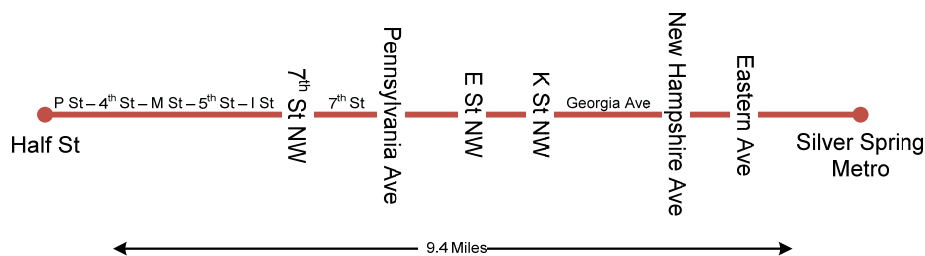 P St – 4th St – M St – 5th St – I St
7th St NW
7th St
Pennsylvania Ave
E St NW
K St NW
Georgia Ave
New Hampshire Ave
Eastern Ave
Half St
Silver Spring
Metro
9.4 Miles